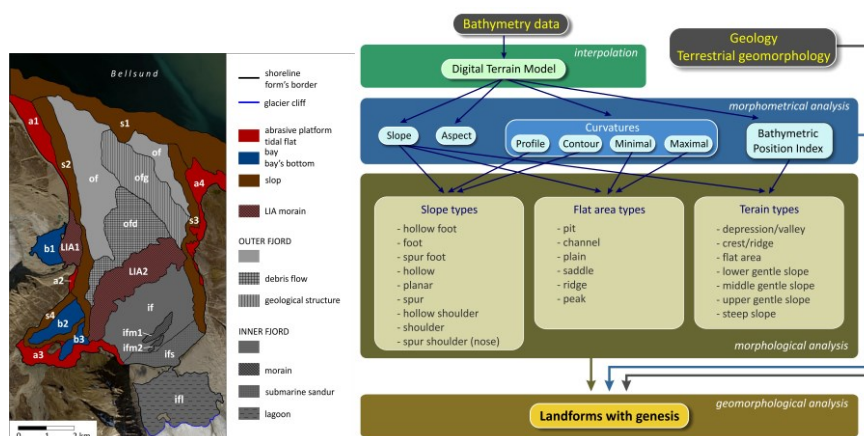 Bellsund
a1
s1
s2
of
of
ofg
a4
ofd
s3
b1
LIA1
LIA2
a2
if
s4
b2
ifm1
b3
ifm2
a3
ifs
ifl
0 1 2 km
shoreline
form's border
glacier cliff
abrasive platform
tidal flat
bay
bay's bottom
slop
LIA morain
OUTER FJORD
debris flow
geological structure
INNER FJORD
morain
submarine sandur
lagoon
Bathymetry data
Geology
Terrestrial geomorphology
interpolation
Digital Terrain Model
morphometrical analysis
Slope
Aspect
Curvatures
Profile
Contour
Minimal
Maximal
Bathymetric
Position Index
Slope types
- hollow foot
- foot
- spur foot
- hollow
- planar
- spur
- hollow shoulder
- shoulder
- spur shoulder (nose)
Flat area types
- pit
- channel
- plain
- saddle
- ridge
- peak
Terain types
- depression/valley
- crest/ridge
- flat area
- lower gentle slope
- middle gentle slope
- upper gentle slope
- steep slope
morphological analysis
Landforms with genesis
geomorphological analysis